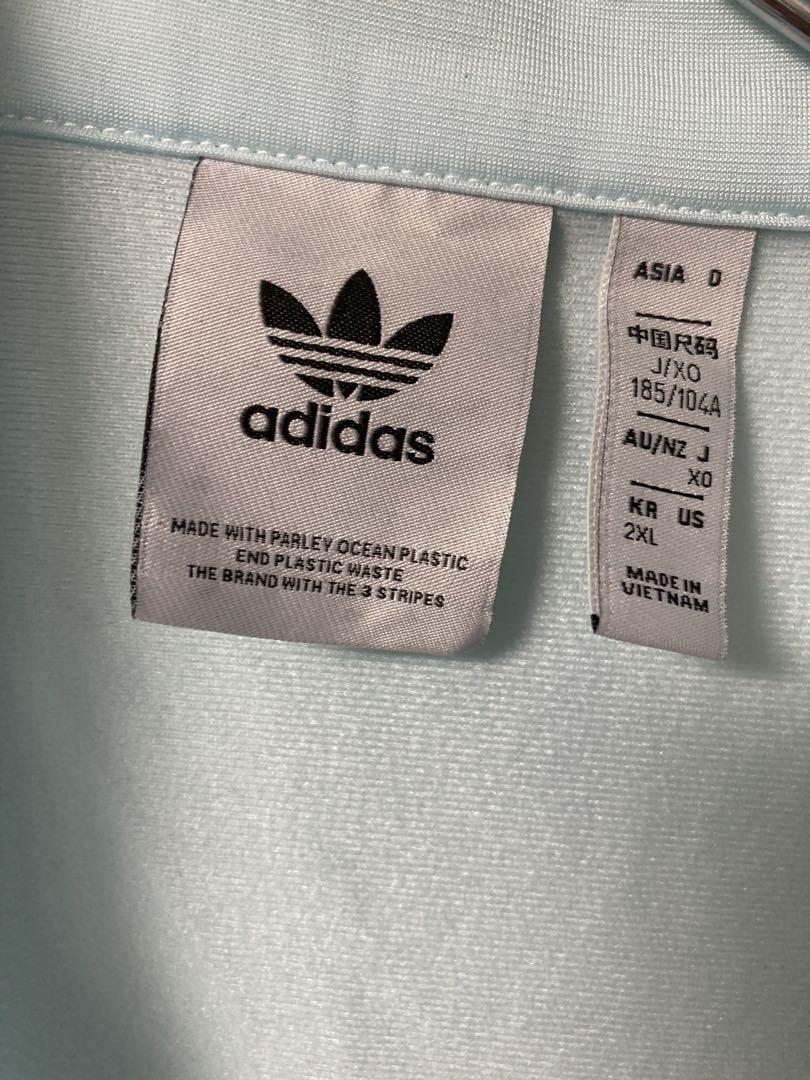 adidas
MADE WITH PARLEY OCEAN PLASTIC
END PLASTIC WASTE
THE BRAND WITH THE 3 STRIPES
ASIA D
中国尺码
J/XO
185/104A
AU/NZ J
XO
KR US
2XL
MADE IN
VIETNAM